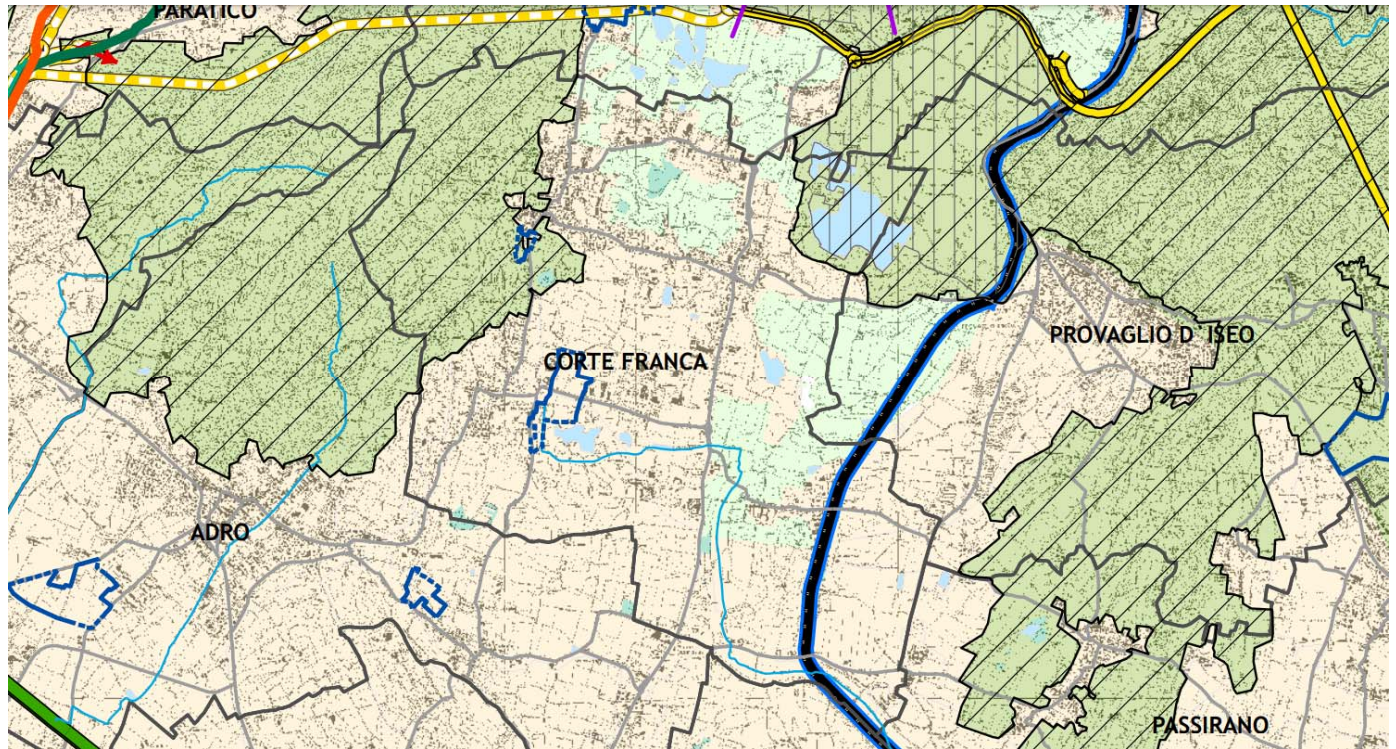 PARATICO
PROVAGLIO D`ISEO
CORTE FRANCA
ADRO
PASSIRANO